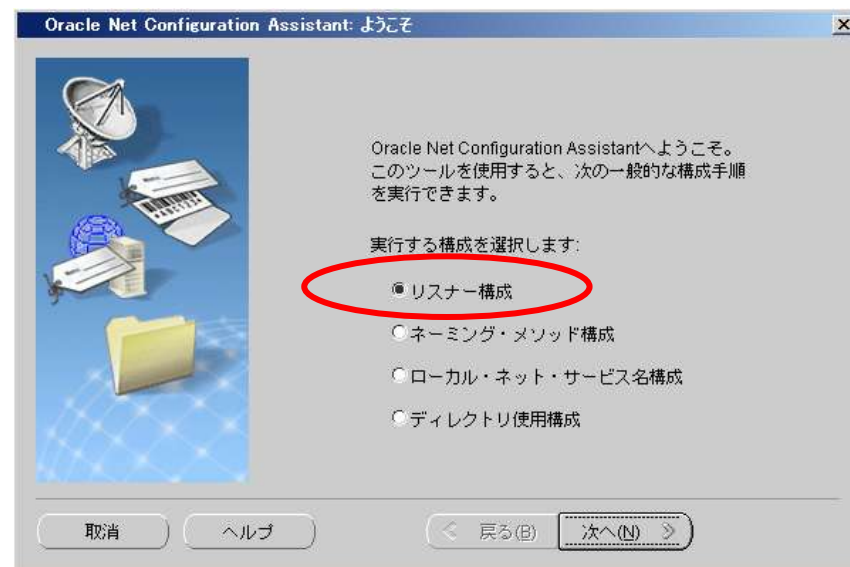 Oracle Net Configuration Assistant: ようこそ
Oracle Net Configuration Assistantへようこそ。
このツールを使用すると、次の一般的な構成手順
を実行できます。
実行する構成を選択します:
リスナー構成
ネーミング・メソッド構成
ローカル・ネット・サービス名構成
ディレクトリ使用構成
取消
ヘルプ
戻る(B)
次へ(N)